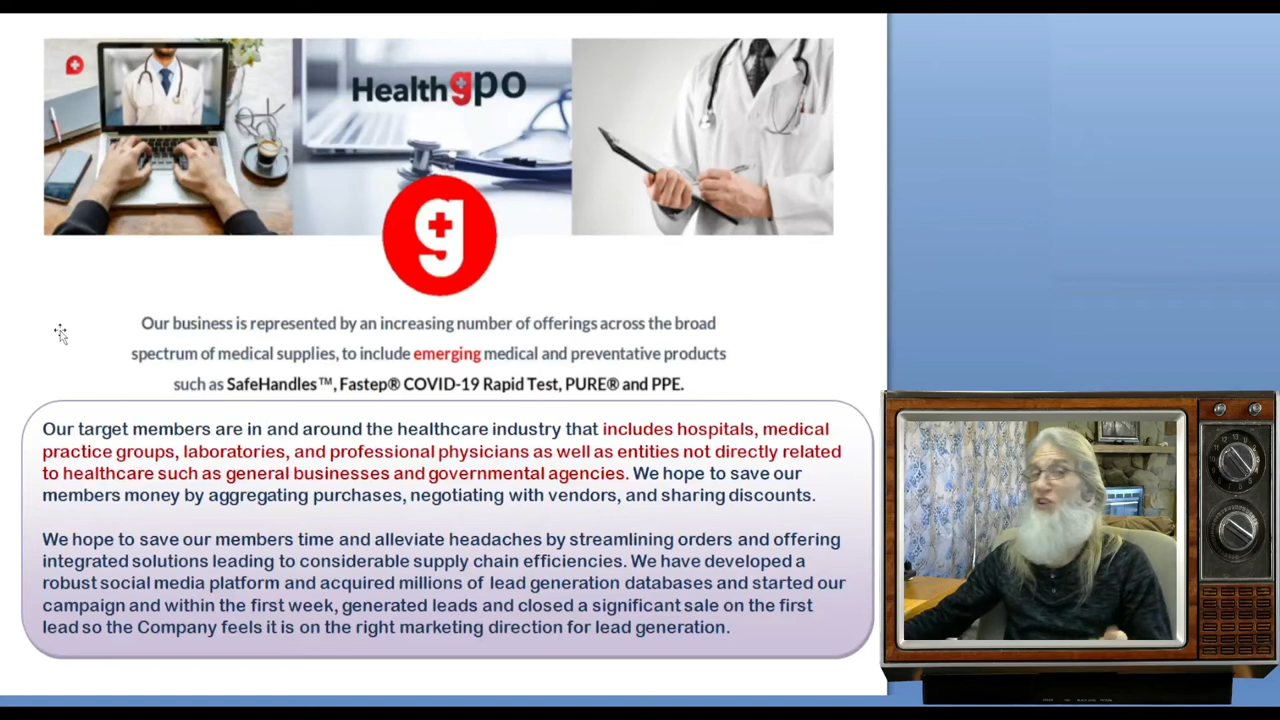 Healthgpo
g
Our business is represented by an increasing number of offerings across the broad
spectrum of medical supplies, to include emerging medical and preventative products
such as SafeHandles™, Fastep® COVID-19 Rapid Test, PURE® and PPE.
Our target members are in and around the healthcare industry that includes hospitals, medical
practice groups, laboratories, and professional physicians as well as entities not directly related
to healthcare such as general businesses and governmental agencies. We hope to save our
members money by aggregating purchases, negotiating with vendors, and sharing discounts.
We hope to save our members time and alleviate headaches by streamlining orders and offering
integrated solutions leading to considerable supply chain efficiencies. We have developed a
robust social media platform and acquired millions of lead generation databases and started our
campaign and within the first week, generated leads and closed a significant sale on the first
lead so the Company feels it is on the right marketing direction for lead generation.